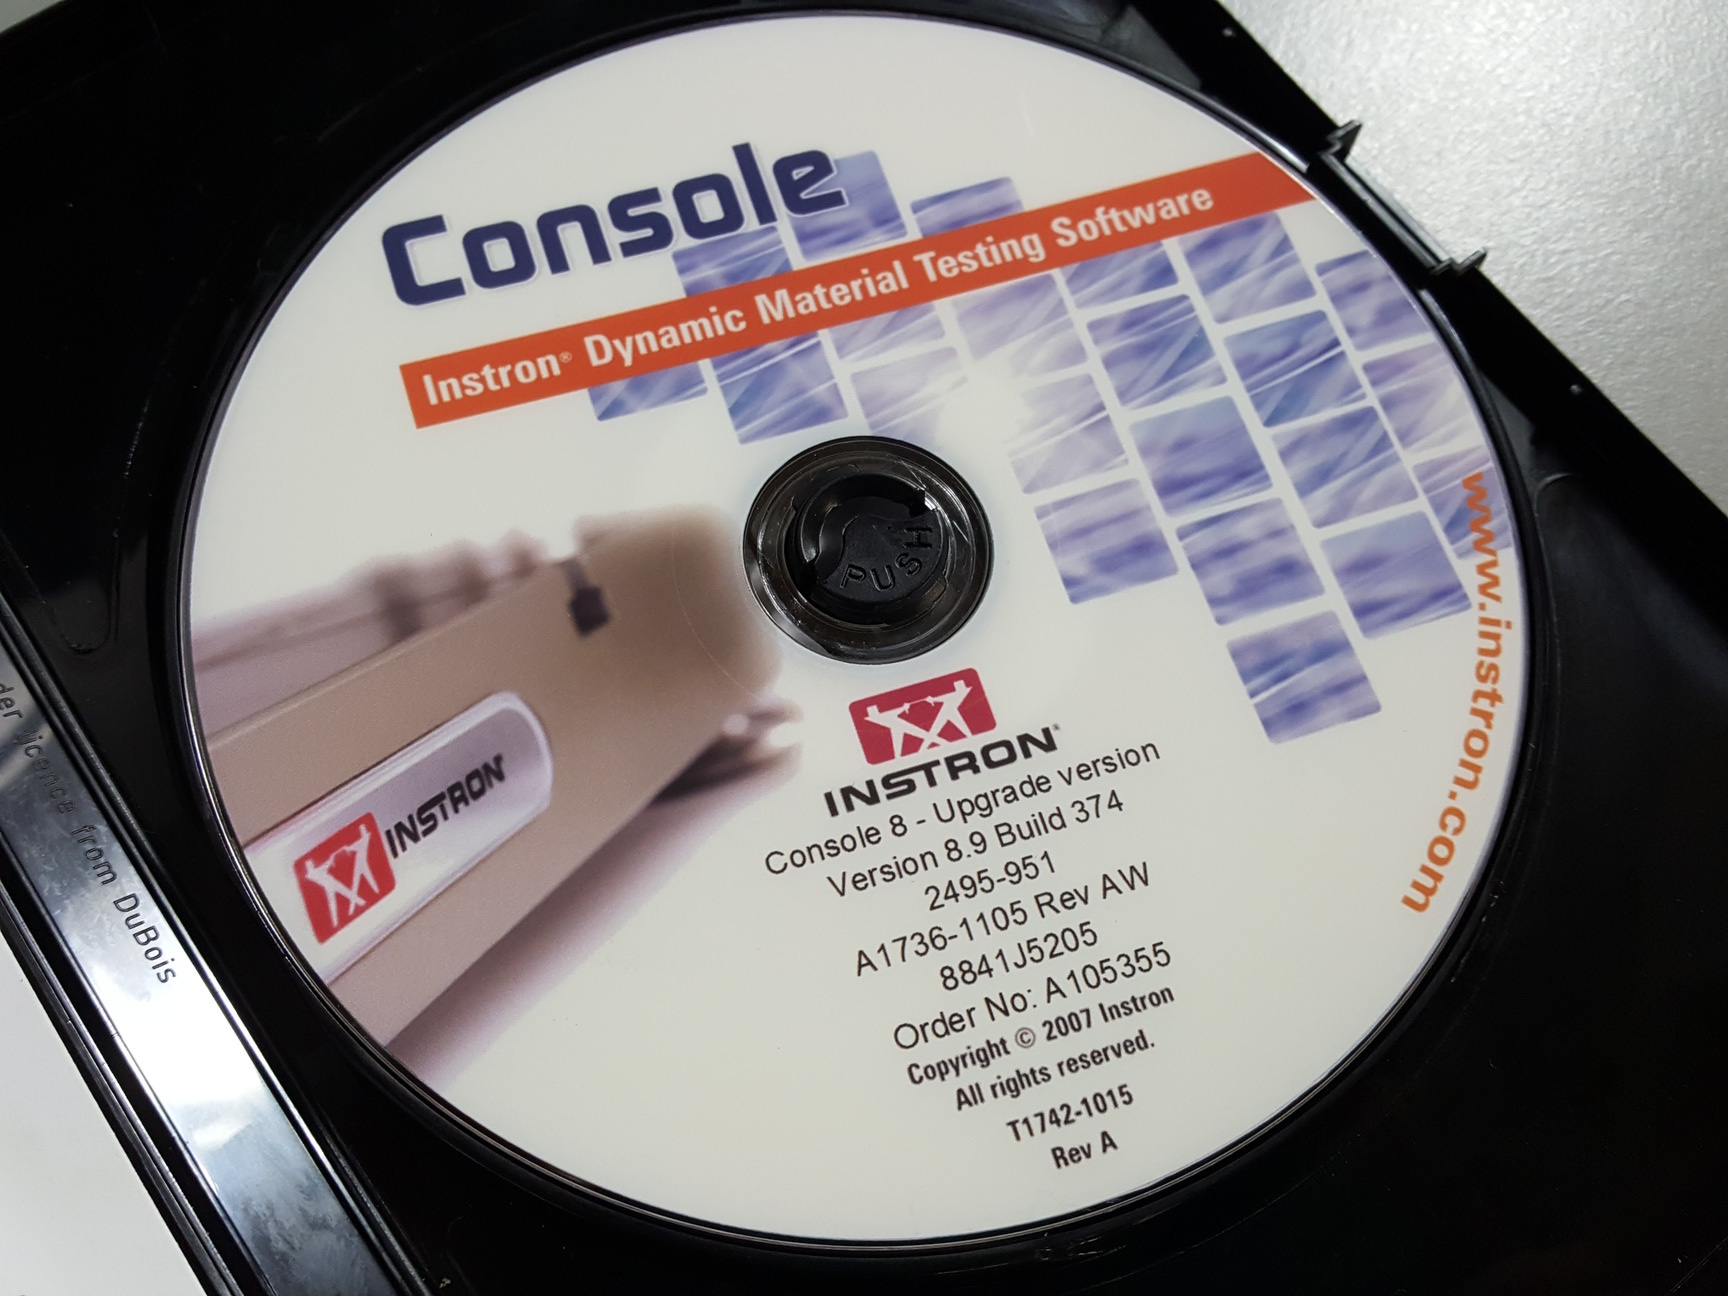 Console
Instron® Dynamic Material Testing Software
PUSH
www.instron.com
INSTRON®
INSTRON®
Console 8 - Upgrade version
Version 8.9 Build 374
2495-951
A1736-1105 Rev AW
8841J5205
Order No: A105355
Copyright © 2007 Instron
All rights reserved.
T1742-1015
Rev A
licence from DuBois